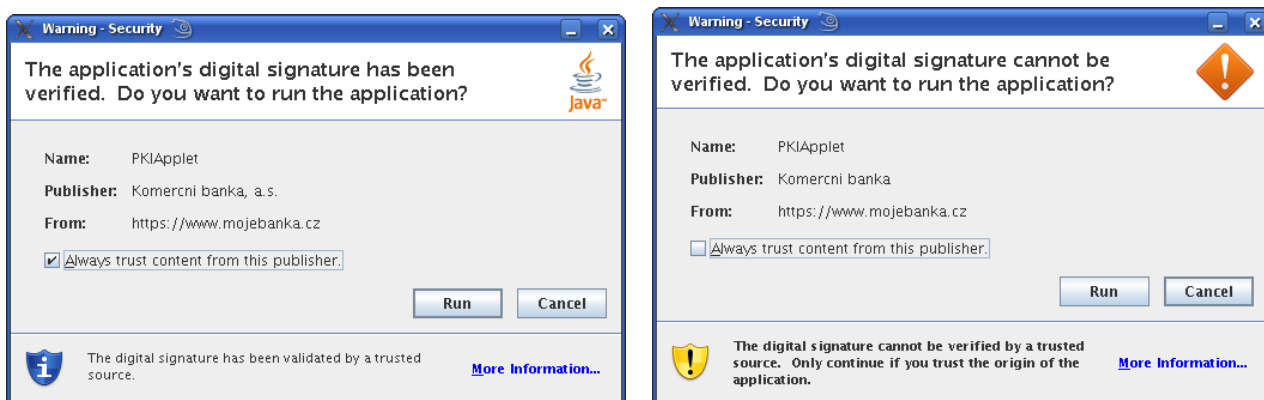 Warning - Security
The application's digital signature has been
verified. Do you want to run the application?
Java™
Name: PKIApplet
Publisher: Komercni banka, a.s.
From: https://www.mojebanka.cz
Always trust content from this publisher.
Run Cancel
The digital signature has been validated by a trusted
source.
More Information...
Warning - Security
The application's digital signature cannot be
verified. Do you want to run the application?
Name: PKIApplet
Publisher: Komercni banka
From: https://www.mojebanka.cz
Always trust content from this publisher.
Run Cancel
The digital signature cannot be verified by a trusted
source. Only continue if you trust the origin of the
application.
More Information...